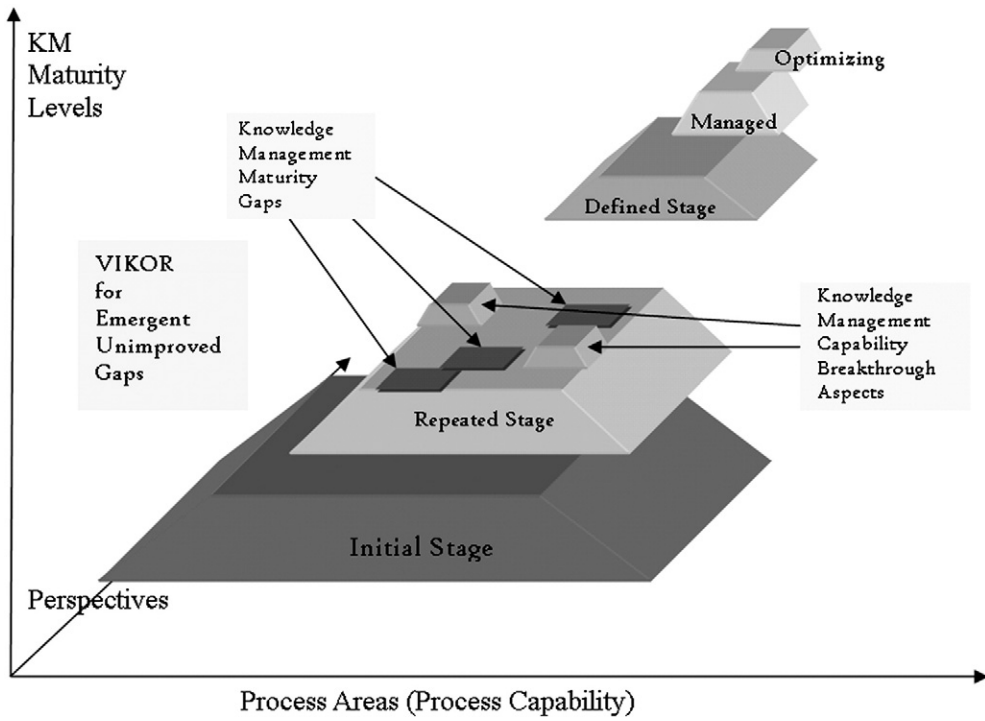 KM
Maturity
Levels
Optimizing
Managed
Defined Stage
Knowledge
Management
Maturity
Gaps
VIKOR
for
Emergent
Unimproved
Gaps
Knowledge
Management
Capability
Breakthrough
Aspects
Repeated Stage
Initial Stage
Perspectives
Process Areas (Process Capability)